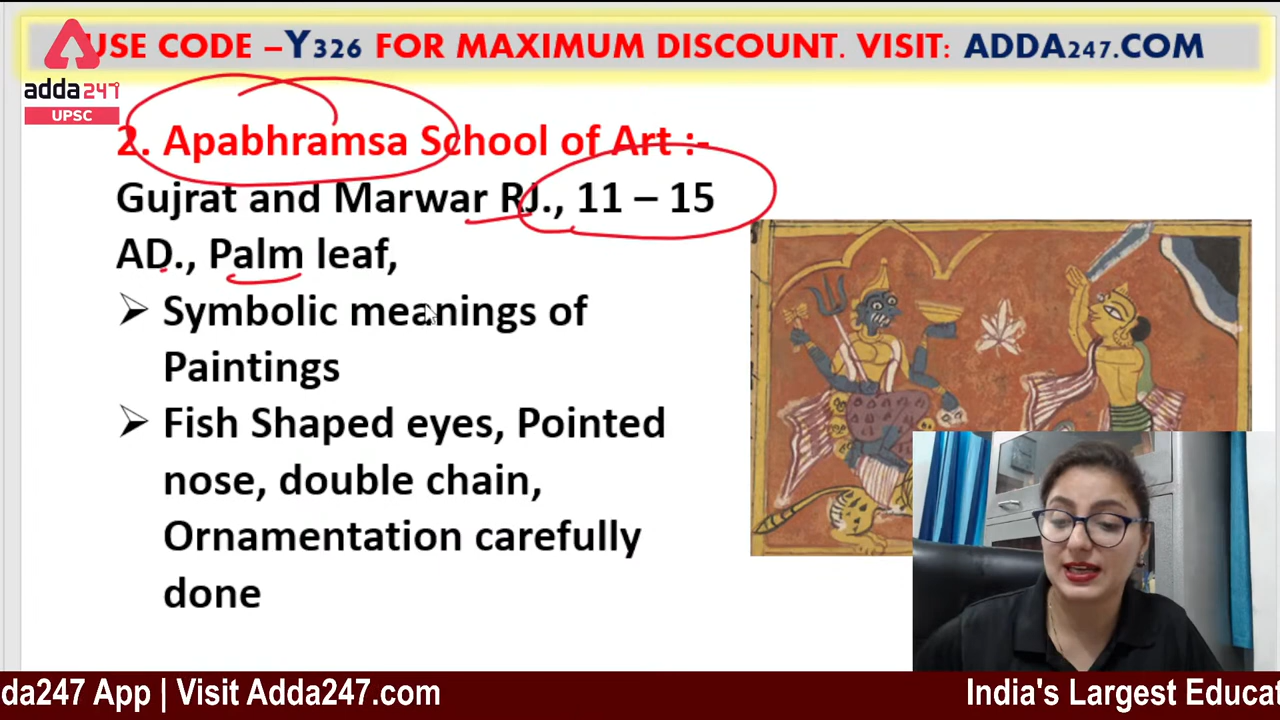 USE CODE –Y326 FOR MAXIMUM DISCOUNT. VISIT: ADDA247.COM
adda247
UPSC
2. Apabhramsa School of Art :-
Gujrat and Marwar RJ., 11 – 15
AD., Palm leaf,
➢ Symbolic meanings of
Paintings
➢ Fish Shaped eyes, Pointed
nose, double chain,
Ornamentation carefully
done
da247 App | Visit Adda247.com
India's Largest Educat